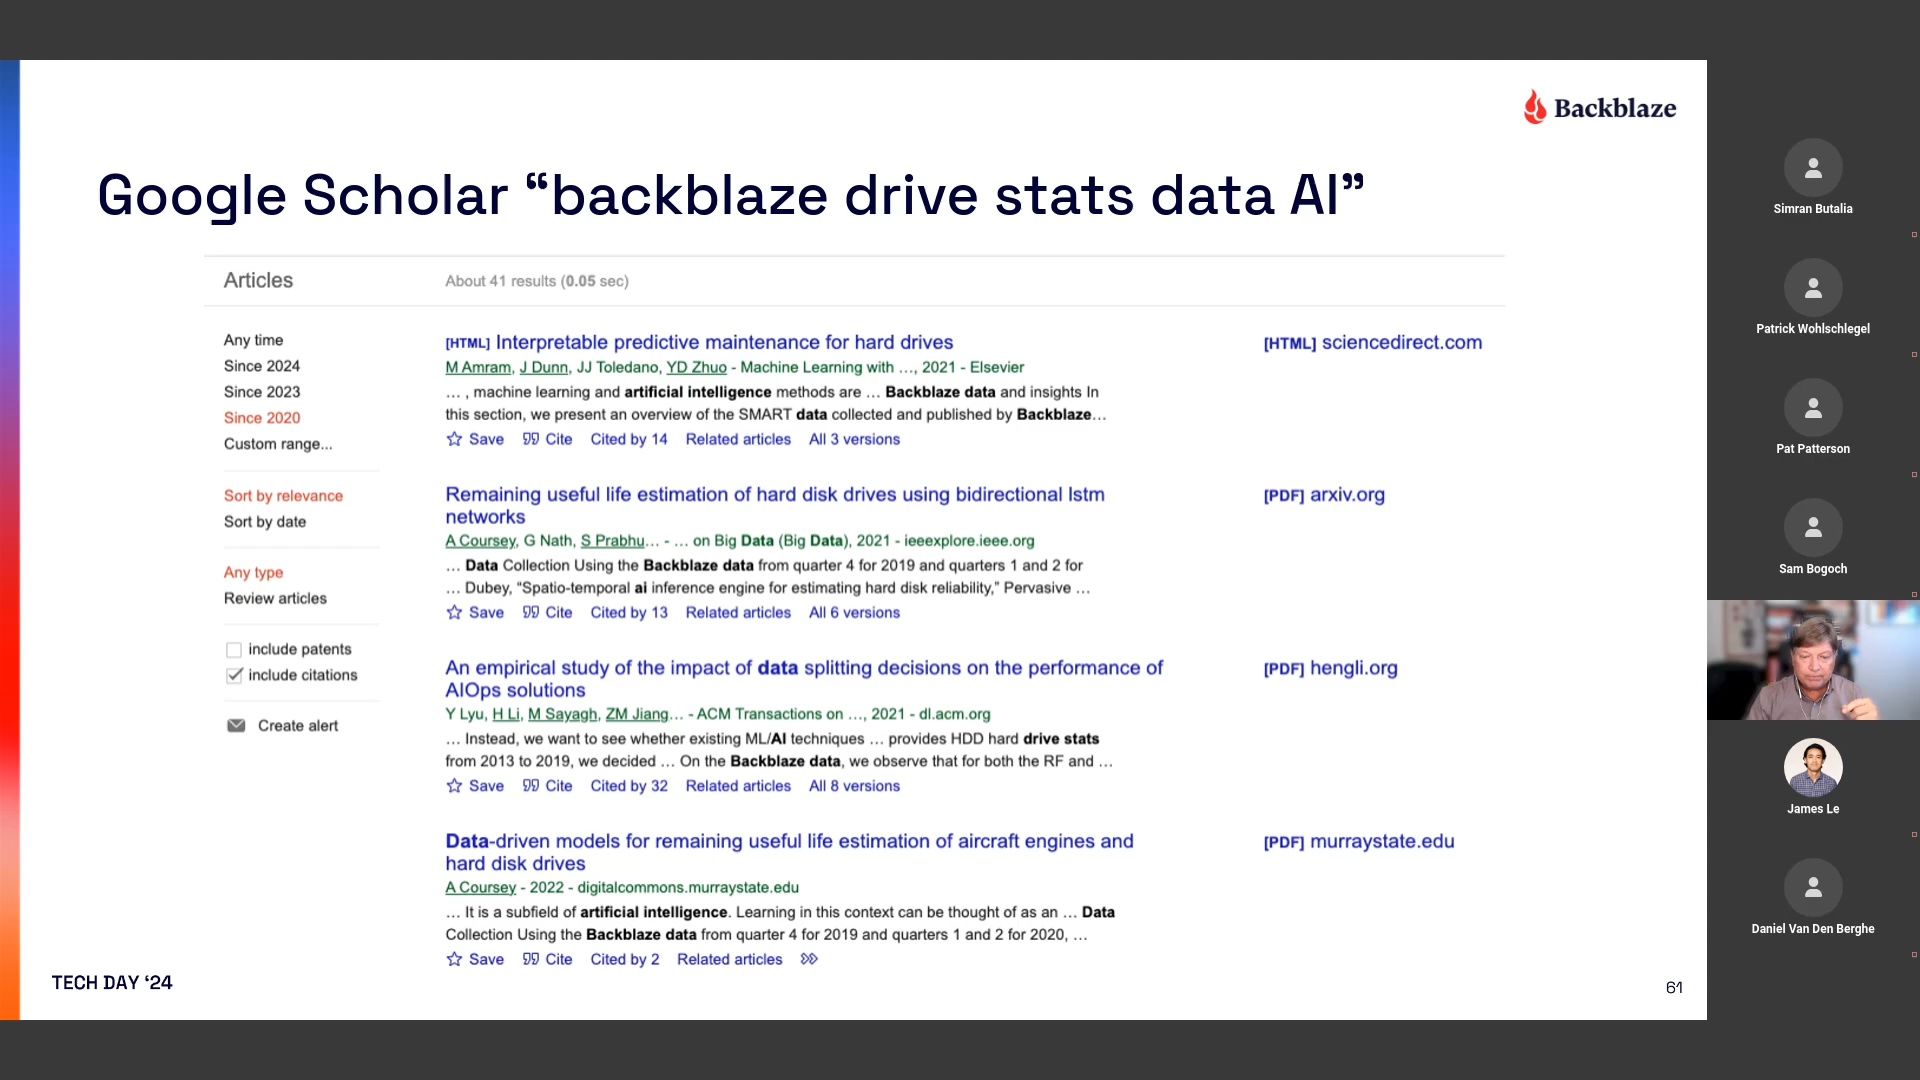 Backblaze
Google Scholar “backblaze drive stats data AI”
Articles
About 41 results (0.05 sec)
Any time
Since 2024
Since 2023
Since 2020
Custom range...
Sort by relevance
Sort by date
Any type
Review articles
include patents
include citations
Create alert
[HTML] Interpretable predictive maintenance for hard drives
[HTML] sciencedirect.com
M Amram, J Dunn, JJ Toledano, YD Zhuo - Machine Learning with …, 2021 - Elsevier
… , machine learning and artificial intelligence methods are … Backblaze data and insights In
this section, we present an overview of the SMART data collected and published by Backblaze…
Save Cite Cited by 14 Related articles All 3 versions
Remaining useful life estimation of hard disk drives using bidirectional lstm
networks
[PDF] arxiv.org
A Coursey, G Nath, S Prabhu… - … on Big Data (Big Data), 2021 - ieeexplore.ieee.org
… Data Collection Using the Backblaze data from quarter 4 for 2019 and quarters 1 and 2 for
… Dubey, “Spatio-temporal ai inference engine for estimating hard disk reliability,” Pervasive …
Save Cite Cited by 13 Related articles All 6 versions
An empirical study of the impact of data splitting decisions on the performance of
AIOps solutions
[PDF] hengli.org
Y Lyu, H Li, M Sayagh, ZM Jiang… - ACM Transactions on …, 2021 - dl.acm.org
… Instead, we want to see whether existing ML/AI techniques … provides HDD hard drive stats
from 2013 to 2019, we decided … On the Backblaze data, we observe that for both the RF and …
Save Cite Cited by 32 Related articles All 8 versions
Data-driven models for remaining useful life estimation of aircraft engines and
hard disk drives
[PDF] murraystate.edu
A Coursey - 2022 - digitalcommons.murraystate.edu
… It is a subfield of artificial intelligence. Learning in this context can be thought of as an … Data
Collection Using the Backblaze data from quarter 4 for 2019 and quarters 1 and 2 for 2020, …
Save Cite Cited by 2 Related articles
TECH DAY ‘24
61
Simran Butalia
Patrick Wohlschlegel
Pat Patterson
Sam Bogoch
James Le
Daniel Van Den Berghe